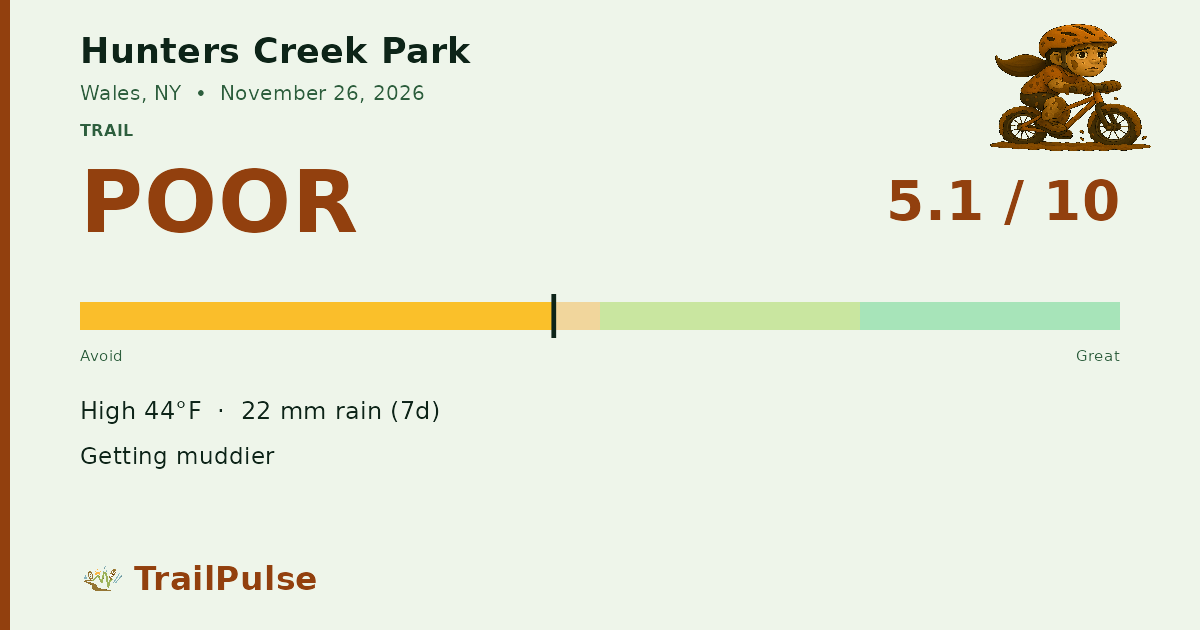 Hunters Creek Park
Wales, NY • November 26, 2026
TRAIL
POOR
5.1 / 10
Avoid
Great
High 44°F · 22 mm rain (7d)
Getting muddier
TrailPulse